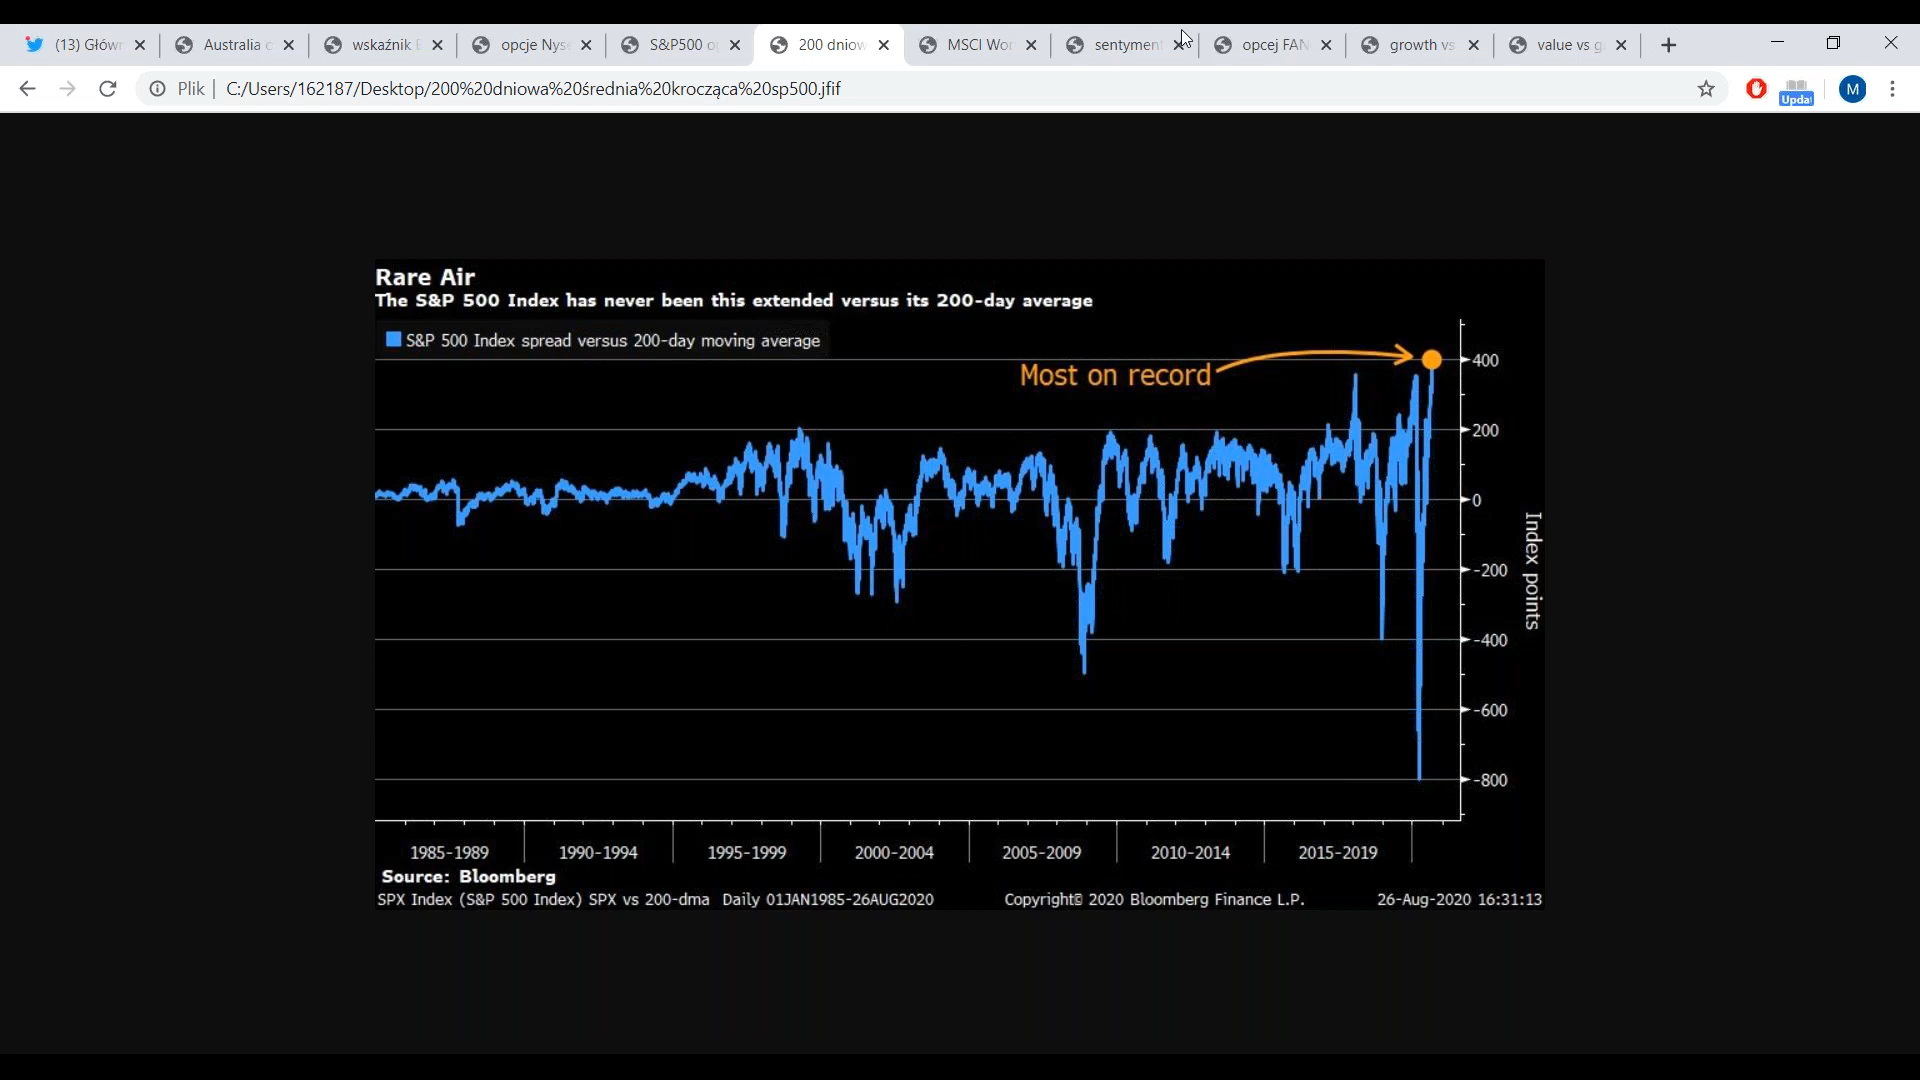 (13) Główn
Australia c
wskaźnik B
opcje Nyse
S&P500 o
200 dniow
MSCI Wor
sentyment
opcej FAN
growth vs
value vs g
Plik
C:/Users/162187/Desktop/200%20dniowa%20średnia%20krocząca%20sp500.jfif
Updat
M
Rare Air
The S&P 500 Index has never been this extended versus its 200-day average
S&P 500 Index spread versus 200-day moving average
Most on record
400
200
0
-200
-400
-600
-800
Index points
1985-1989
1990-1994
1995-1999
2000-2004
2005-2009
2010-2014
2015-2019
Source: Bloomberg
SPX Index (S&P 500 Index) SPX vs 200-dma Daily 01JAN1985-26AUG2020
Copyright© 2020 Bloomberg Finance L.P.
26-Aug-2020 16:31:13